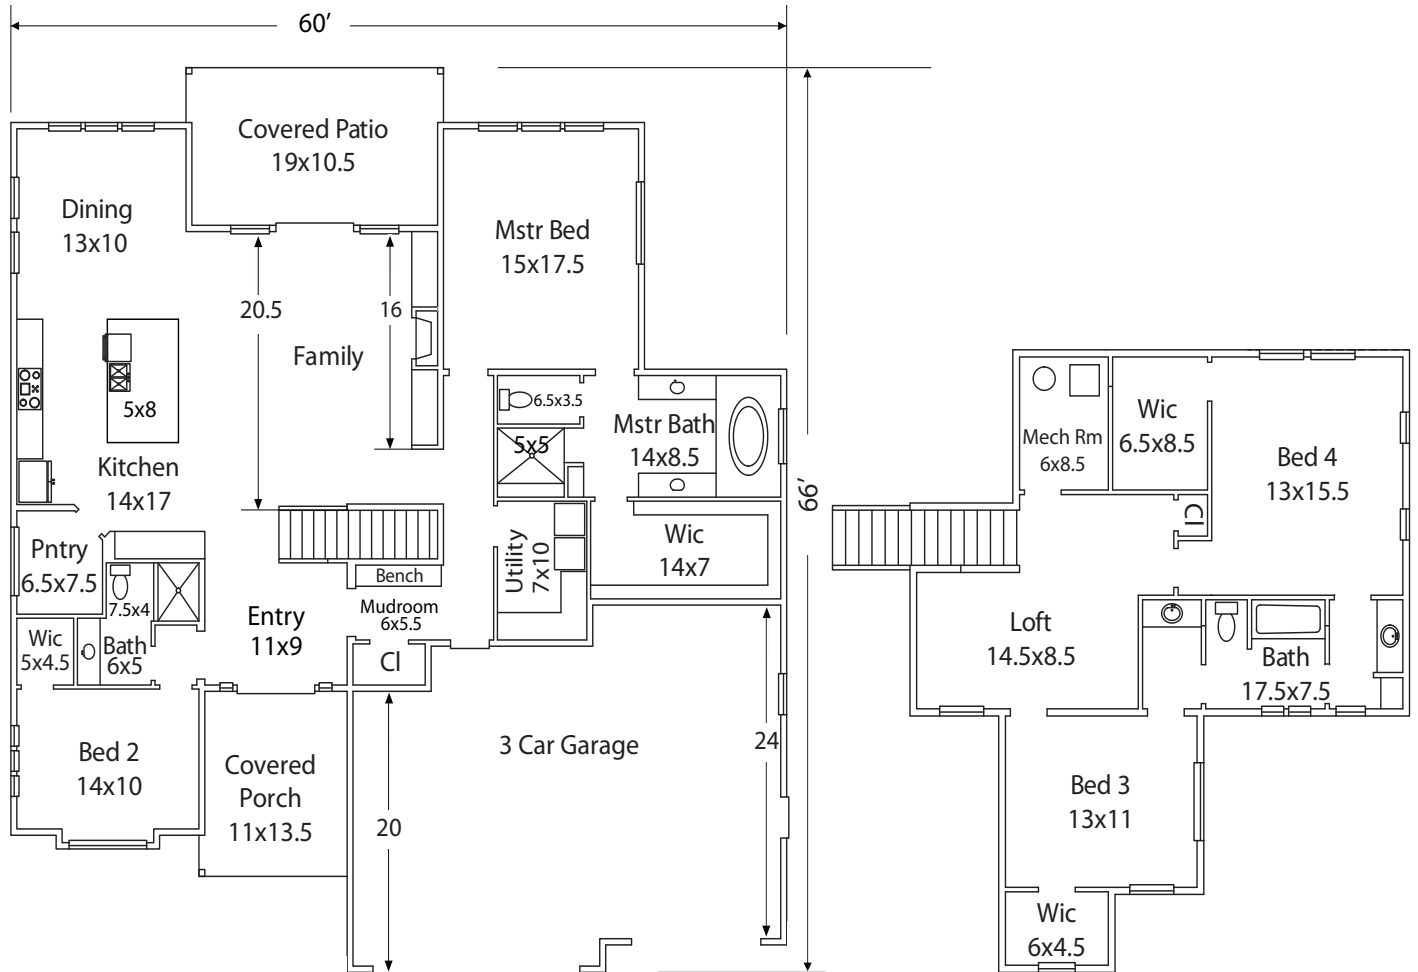 60’
Covered Patio
19x10.5
Dining
13x10
Mstr Bed
15x17.5
20.5
16
Family
5x8
6.5x3.5
5x5
Mstr Bath
14x8.5
Kitchen
14x17
66’
Pntry
6.5x7.5
Utility
7x10
Wic
14x7
Bench
7.5x4
Mudroom
6x5.5
Entry
11x9
Wic
5x4.5
Bath
6x5
Cl
Bed 2
14x10
Covered
Porch
11x13.5
20
3 Car Garage
24
Mech Rm
6x8.5
Wic
6.5x8.5
Bed 4
13x15.5
Cl
Loft
14.5x8.5
Bath
17.5x7.5
Bed 3
13x11
Wic
6x4.5